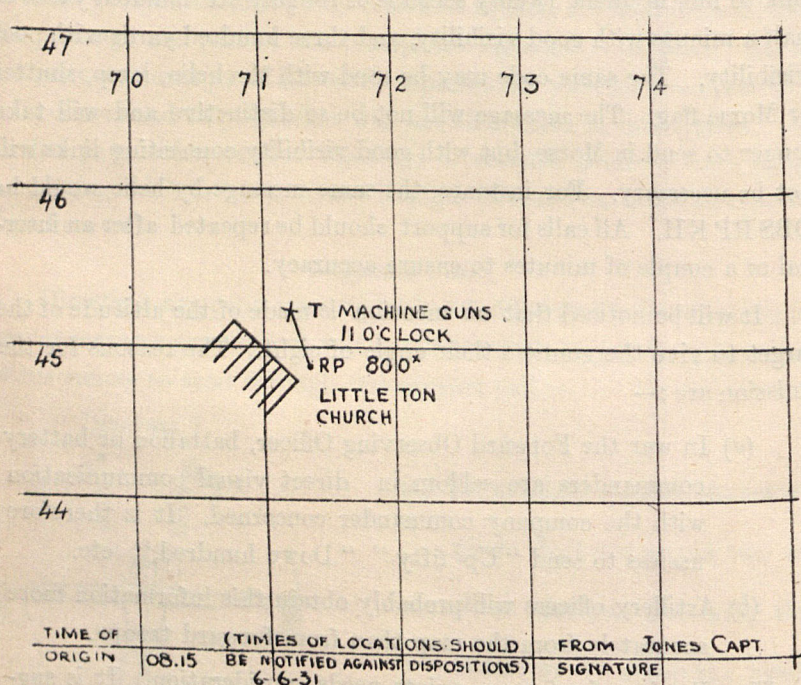 47
70 71 72 73 74
46
T MACHINE GUNS
11 O'CLOCK
45
RP 800ˣ
LITTLE TON
CHURCH
44
TIME OF
ORIGIN
08.15
(TIMES OF LOCATIONS SHOULD
BE NOTIFIED AGAINST DISPOSITIONS)
6-6-31
FROM JONES CAPT.
SIGNATURE